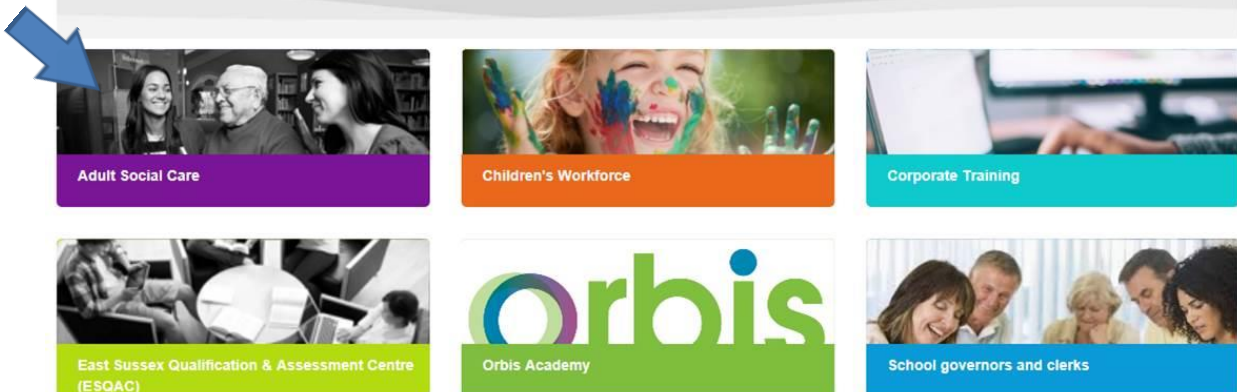 Adult Social Care
Children's Workforce
Corporate Training
orbis
East Sussex Qualification & Assessment Centre
(ESQAC)
Orbis Academy
School governors and clerks